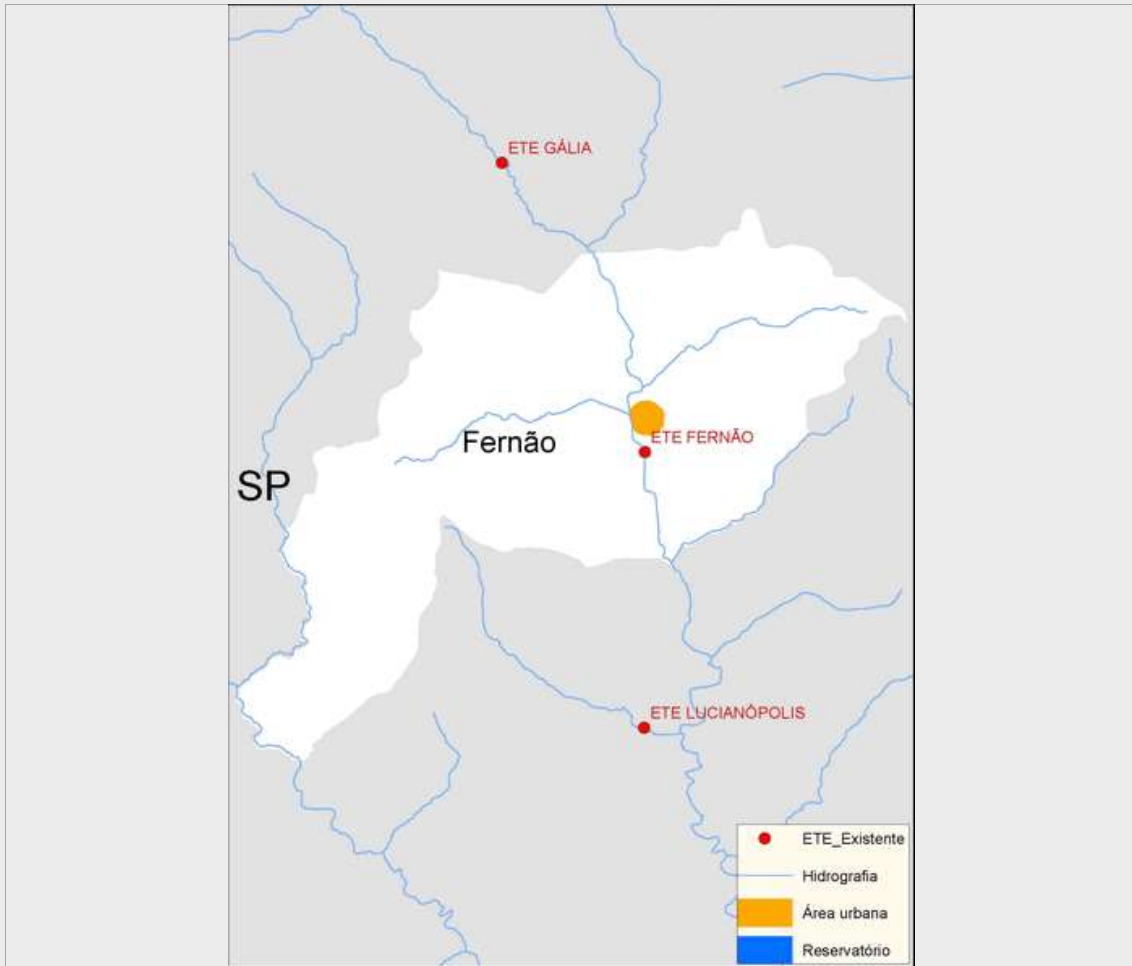 ETE GÁLIA
ETE FERNÃO
Fernão
SP
ETE LUCIANÓPOLIS
ETE_Existente
Hidrografia
Área urbana
Reservatório